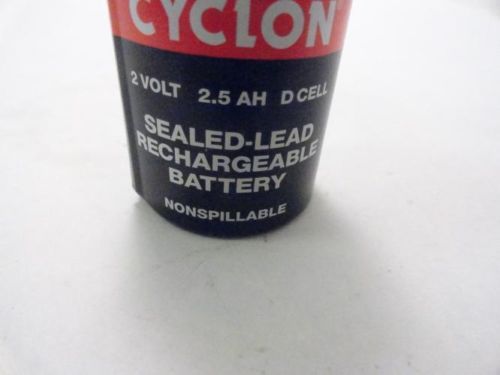 CYCLON
2 VOLT 2.5 AH D CELL
SEALED-LEAD
RECHARGEABLE
BATTERY
NONSPILLABLE